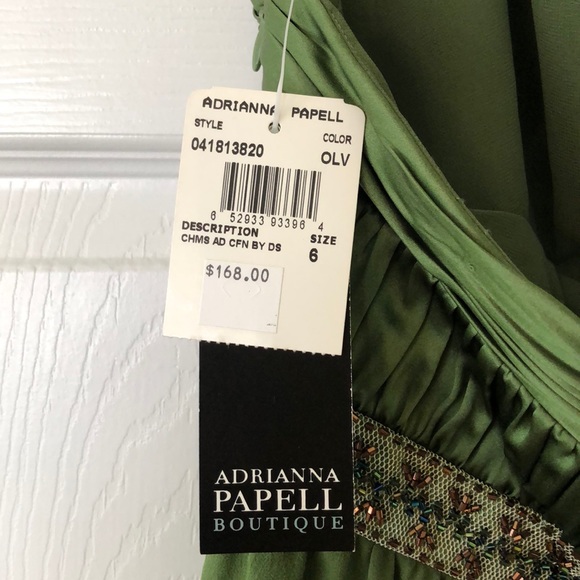 ADRIANNA PAPELL
STYLE COLOR
041813820 OLV
6 52933 93396 4
DESCRIPTION SIZE
CHMS AD CFN BY DS 6
$168.00
ADRIANNA
PAPELL
BOUTIQUE